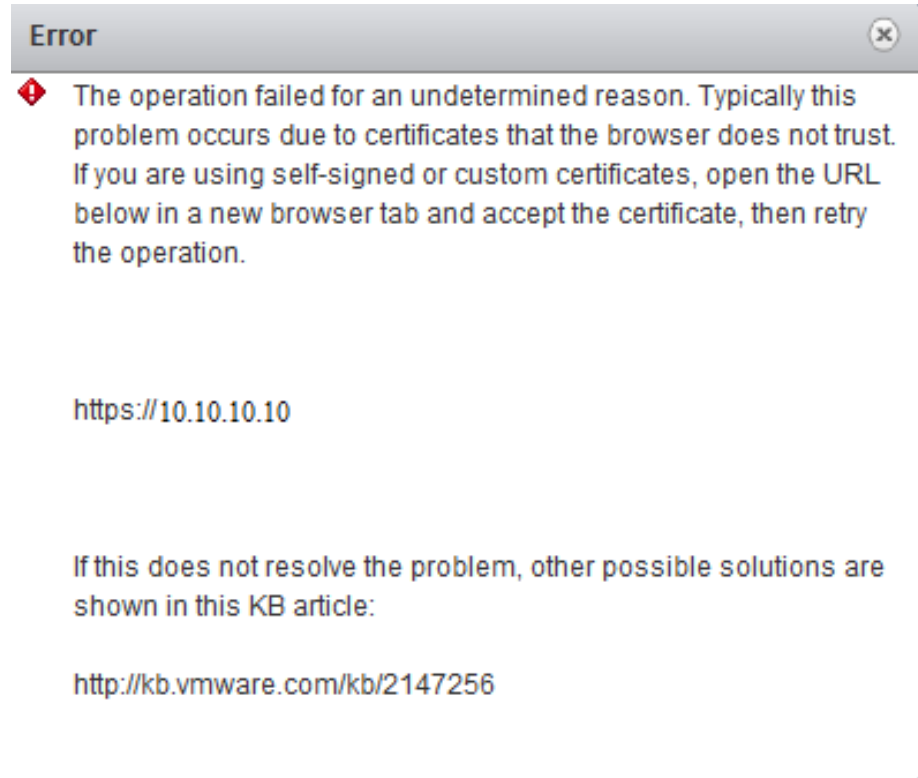 Error
The operation failed for an undetermined reason. Typically this
problem occurs due to certificates that the browser does not trust.
If you are using self-signed or custom certificates, open the URL
below in a new browser tab and accept the certificate, then retry
the operation.
https://10.10.10.10
If this does not resolve the problem, other possible solutions are
shown in this KB article:
http://kb.vmware.com/kb/2147256